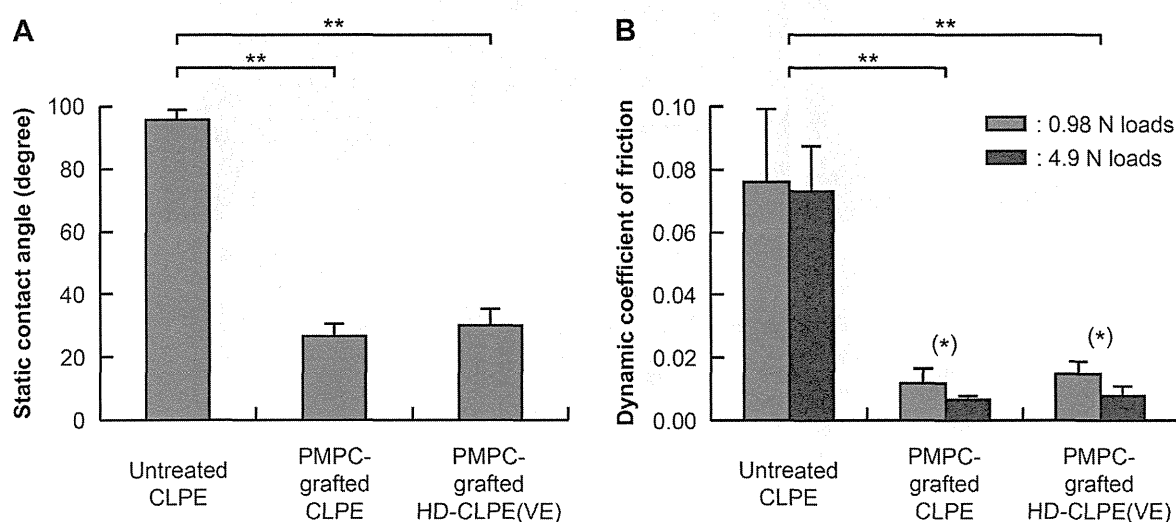 A
**
**
Static contact angle (degree)
100
80
60
40
20
0
Untreated
CLPE
PMPC-
grafted
CLPE
PMPC-
grafted
HD-CLPE(VE)
B
**
**
Dynamic coefficient of friction
0.10
0.08
0.06
0.04
0.02
0.00
: 0.98 N loads
: 4.9 N loads
(*)
(*)
Untreated
CLPE
PMPC-
grafted
CLPE
PMPC-
grafted
HD-CLPE(VE)